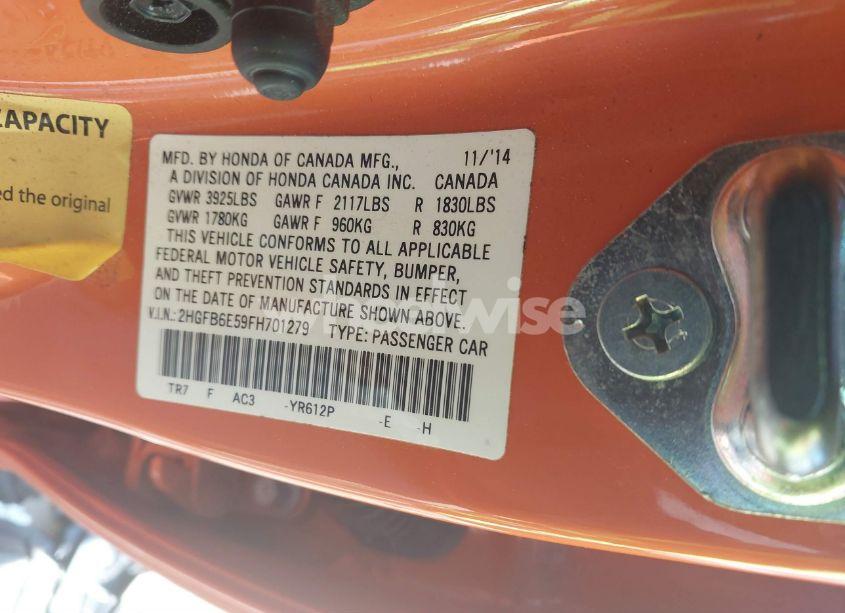 CAPACITY
ed the original
MFD. BY HONDA OF CANADA MFG., 11/'14
A DIVISION OF HONDA CANADA INC. CANADA
GVWR 3925LBS GAWR F 2117LBS R 1830LBS
GVWR 1780KG GAWR F 960KG R 830KG
THIS VEHICLE CONFORMS TO ALL APPLICABLE
FEDERAL MOTOR VEHICLE SAFETY, BUMPER,
AND THEFT PREVENTION STANDARDS IN EFFECT
ON THE DATE OF MANUFACTURE SHOWN ABOVE.
V.I.N.:2HGFB6E59FH701279 TYPE: PASSENGER CAR
TR7 F AC3 -YR612P -E -H